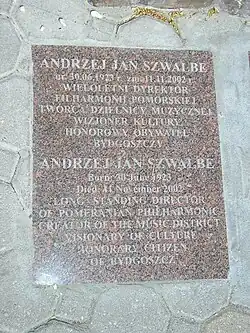 ANDRZEJ JAN SZWALBE
ur. 30.06.1923 r. zm. 11.11.2002 r.
WIELOLETNI DYREKTOR
FILHARMONII POMORSKIEJ
TWÓRCA DZIELNICY MUZYCZNEJ
WIZJONER KULTURY
HONOROWY OBYWATEL
BYDGOSZCZY
ANDRZEJ JAN SZWALBE
Born: 30 June 1923
Died: 11 November 2002
LONG STANDING DIRECTOR
OF POMERANIAN PHILHARMONIC
CREATOR OF THE MUSIC DISTRICT
VISIONARY OF CULTURE
HONORARY CITIZEN
OF BYDGOSZCZ